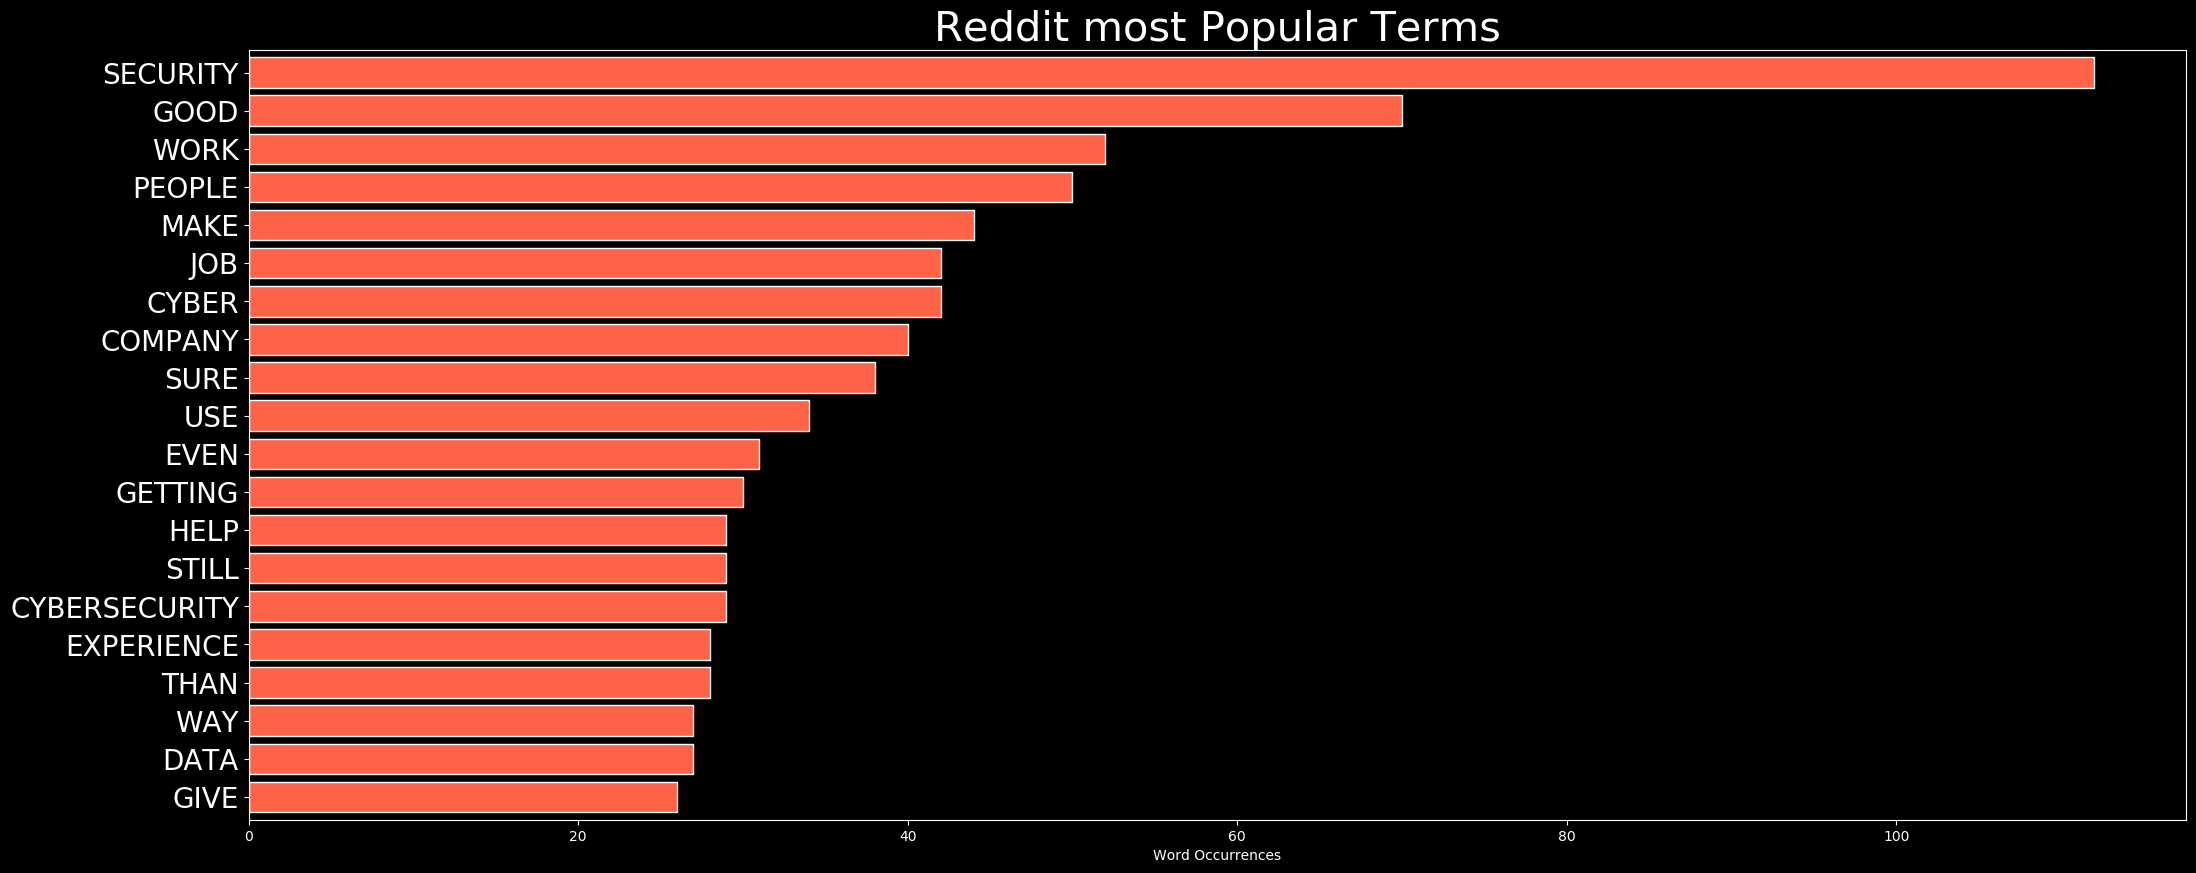 Reddit most Popular Terms
SECURITY
GOOD
WORK
PEOPLE
MAKE
JOB
CYBER
COMPANY
SURE
USE
EVEN
GETTING
HELP
STILL
CYBERSECURITY
EXPERIENCE
THAN
WAY
DATA
GIVE
0 20 40 60 80 100
Word Occurrences